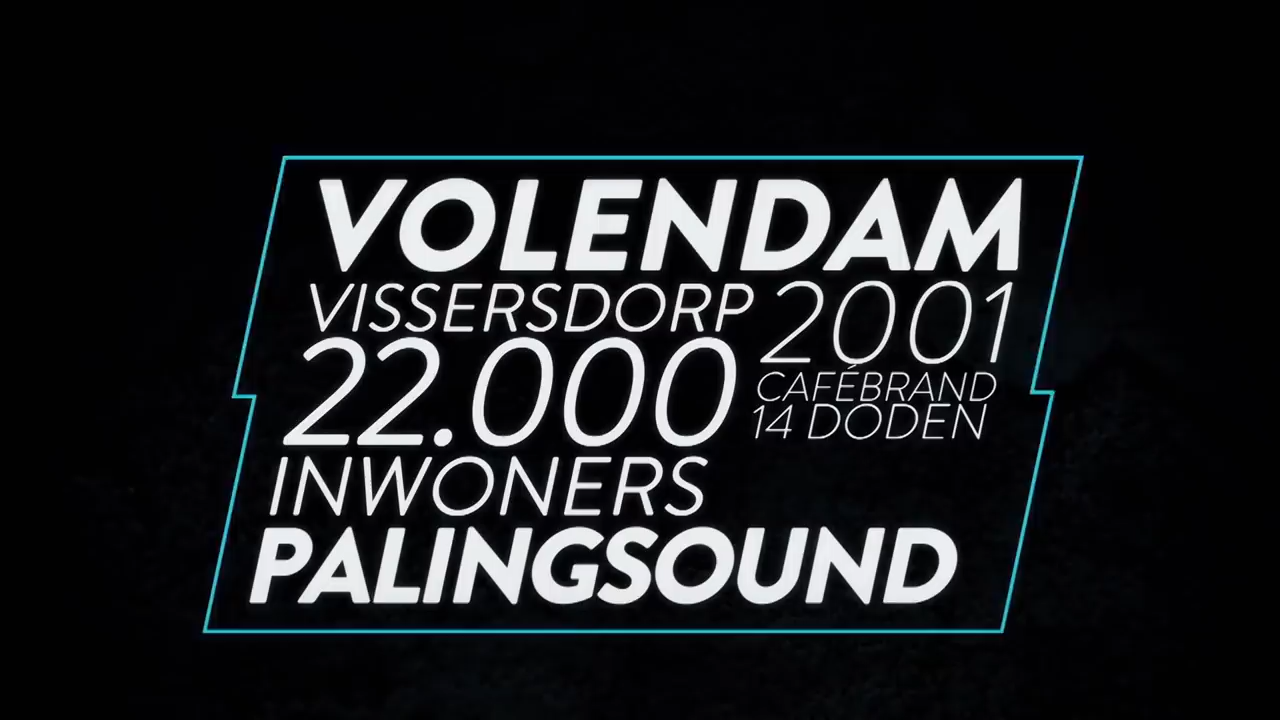 VOLENDAM
VISSERSDORP
22.000
INWONERS
2001
CAFÉBRAND
14 DODEN
PALINGSOUND